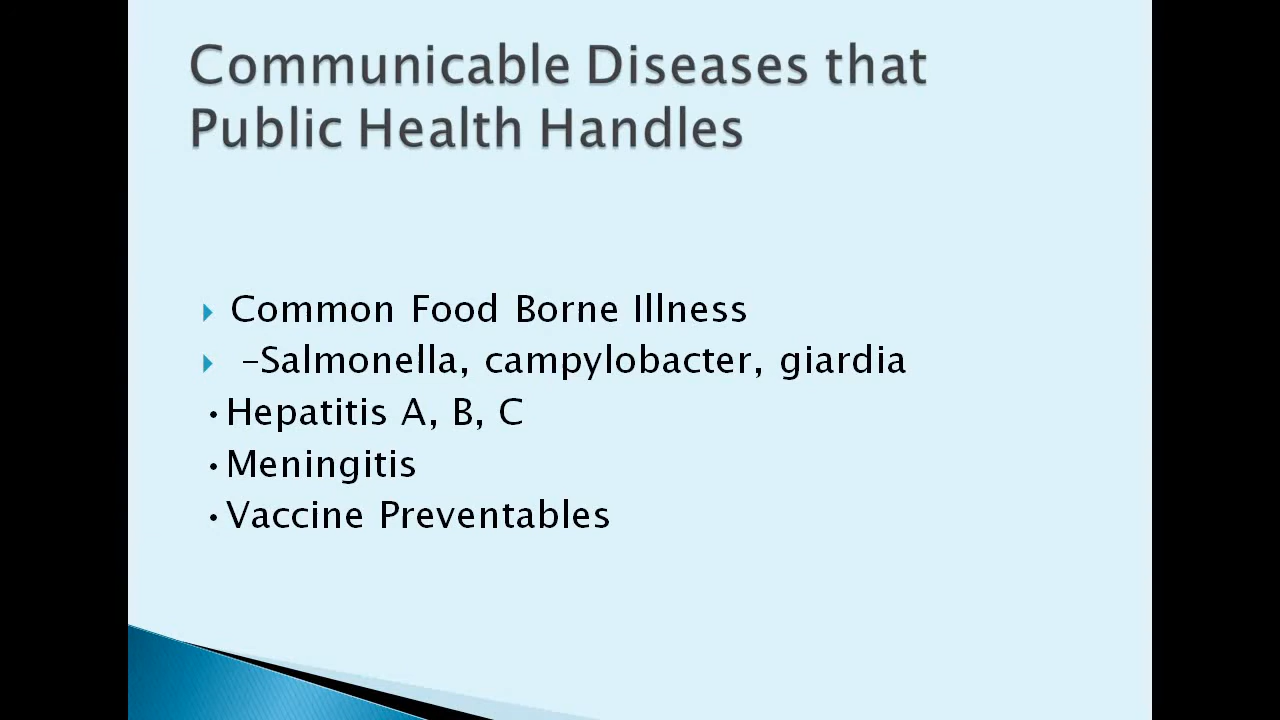 Communicable Diseases that
Public Health Handles
Common Food Borne Illness
–Salmonella, campylobacter, giardia
•Hepatitis A, B, C
•Meningitis
•Vaccine Preventables